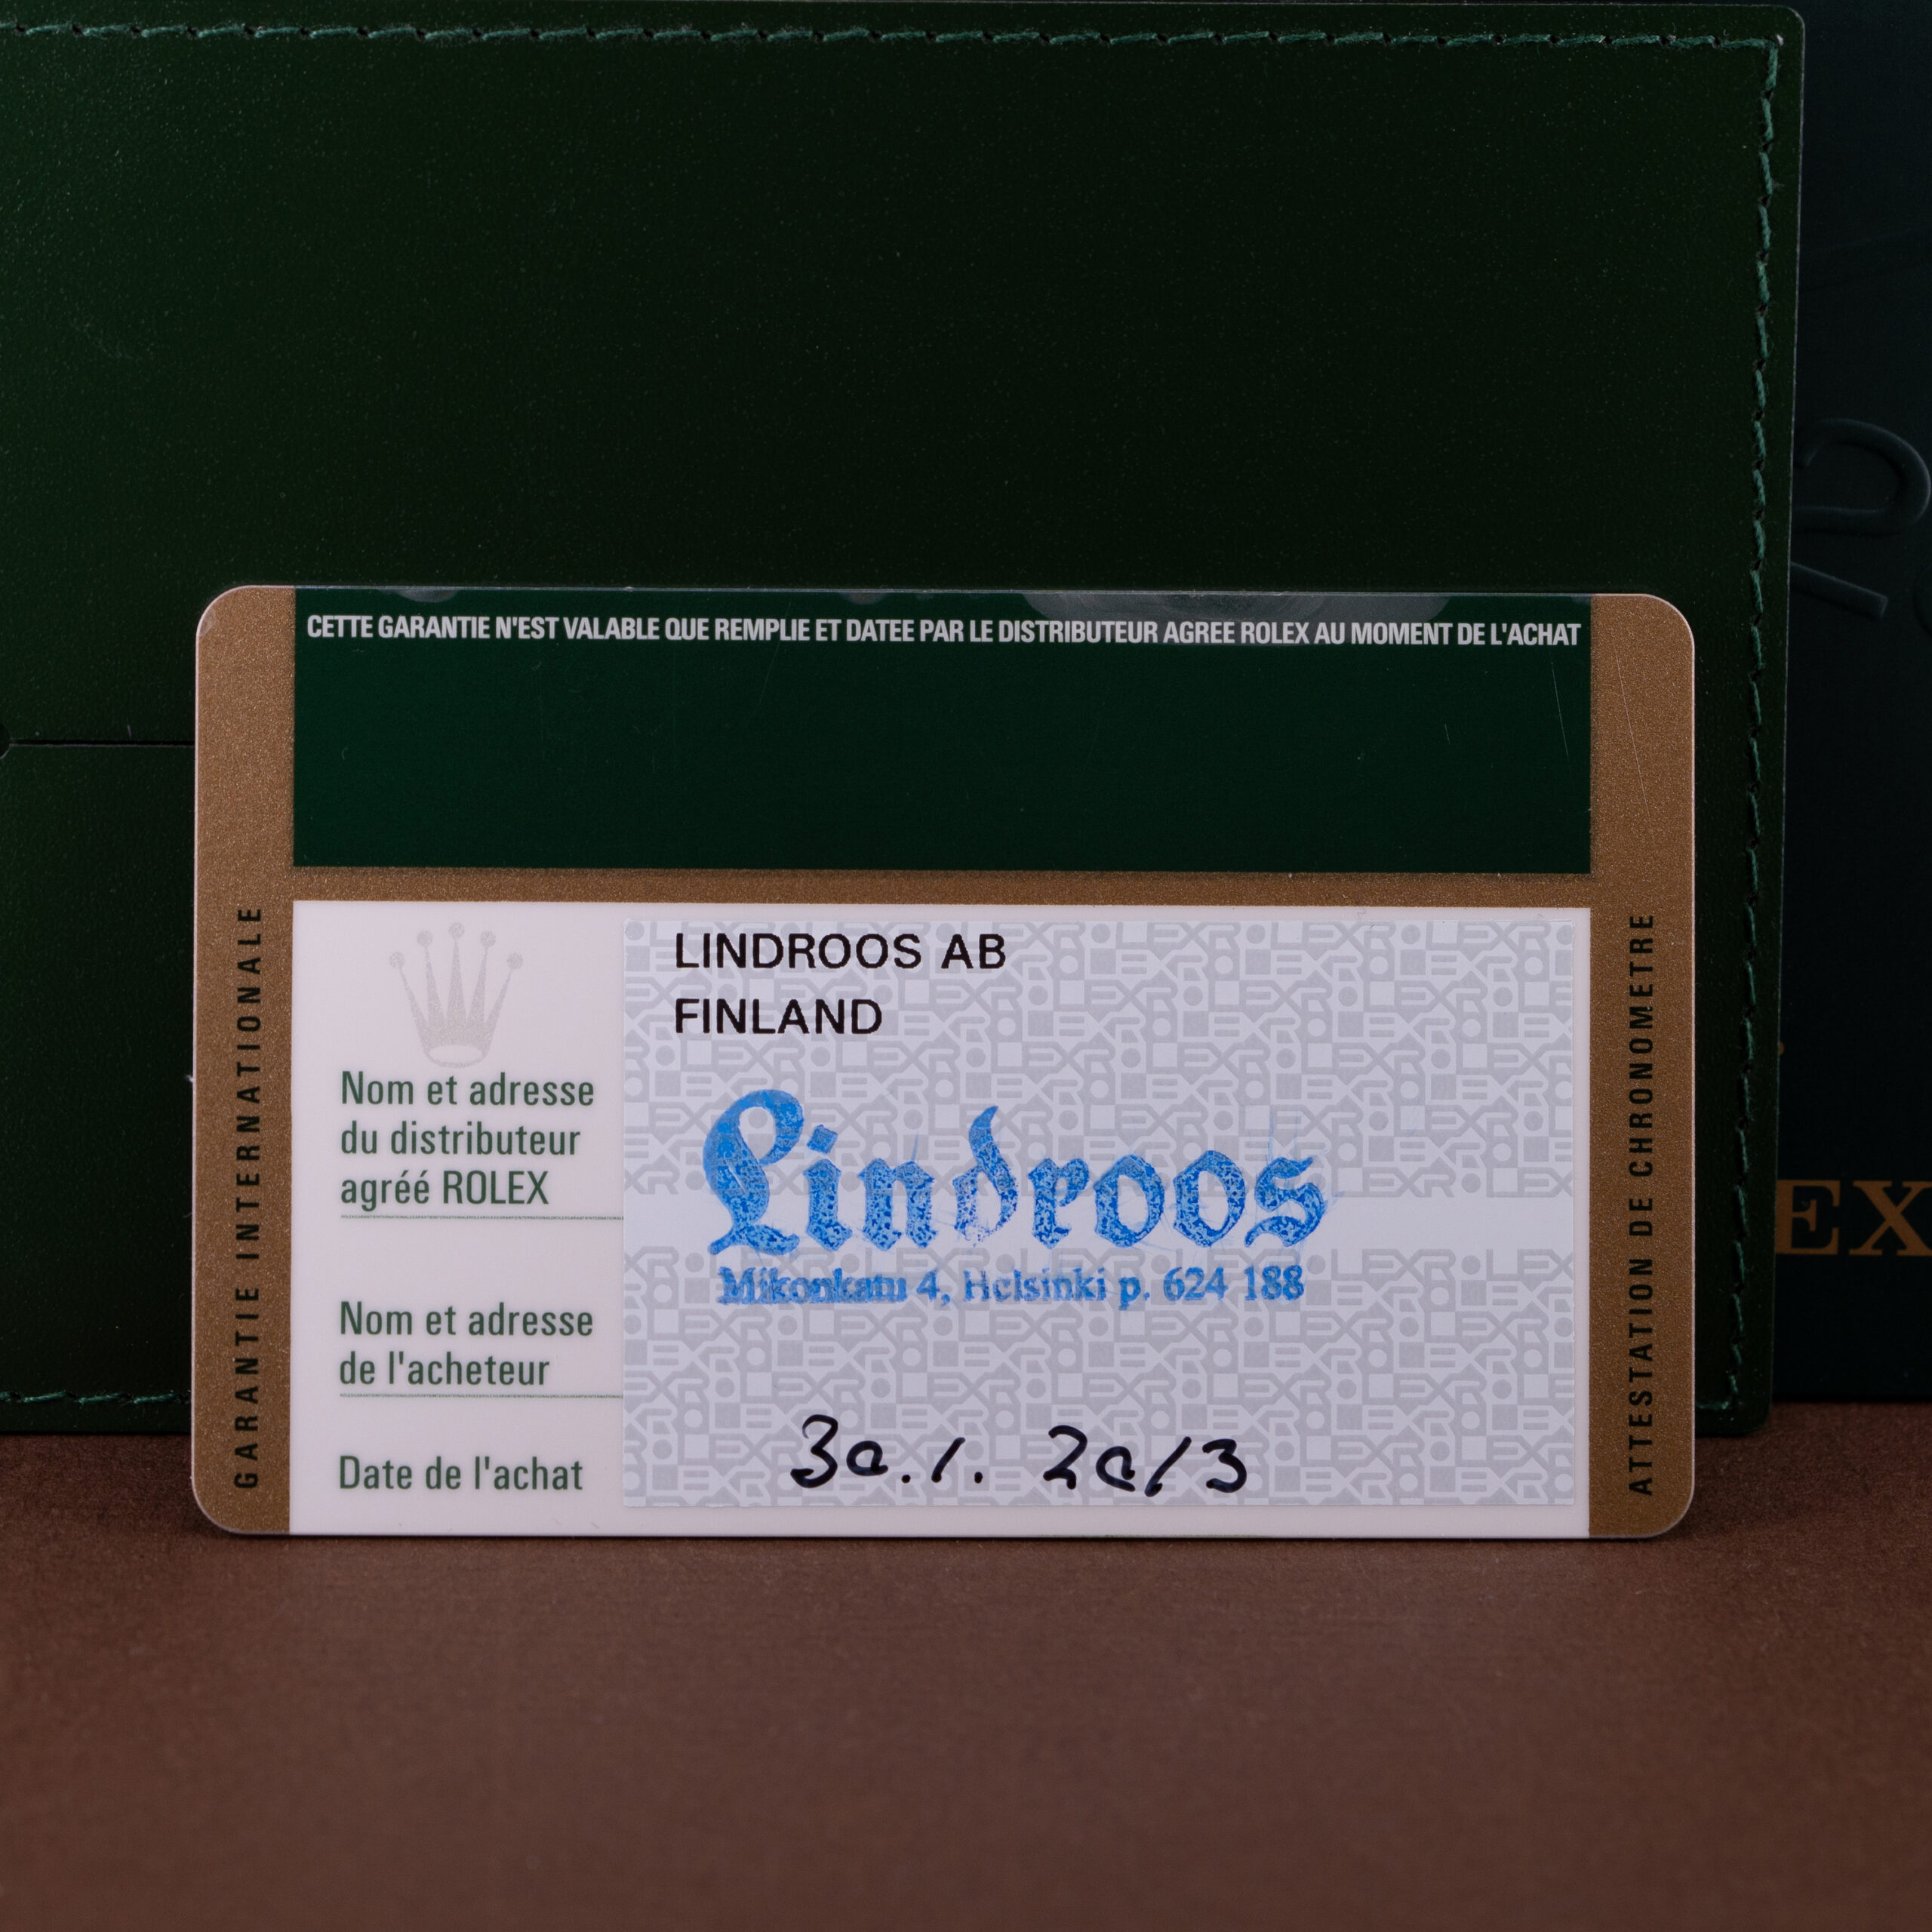 CETTE GARANTIE N'EST VALABLE QUE REMPLIE ET DATEE PAR LE DISTRIBUTEUR AGREE ROLEX AU MOMENT DE L'ACHAT
GARANTIE INTERNATIONALE
LINDROOS AB
FINLAND
Nom et adresse
du distributeur
agréé ROLEX
Lindroos
Mikonkatu 4, Helsinki p. 624 188
Nom et adresse
de l'acheteur
Date de l'achat
30.1. 2013
ATTESTATION DE CHRONOMETRE
EX